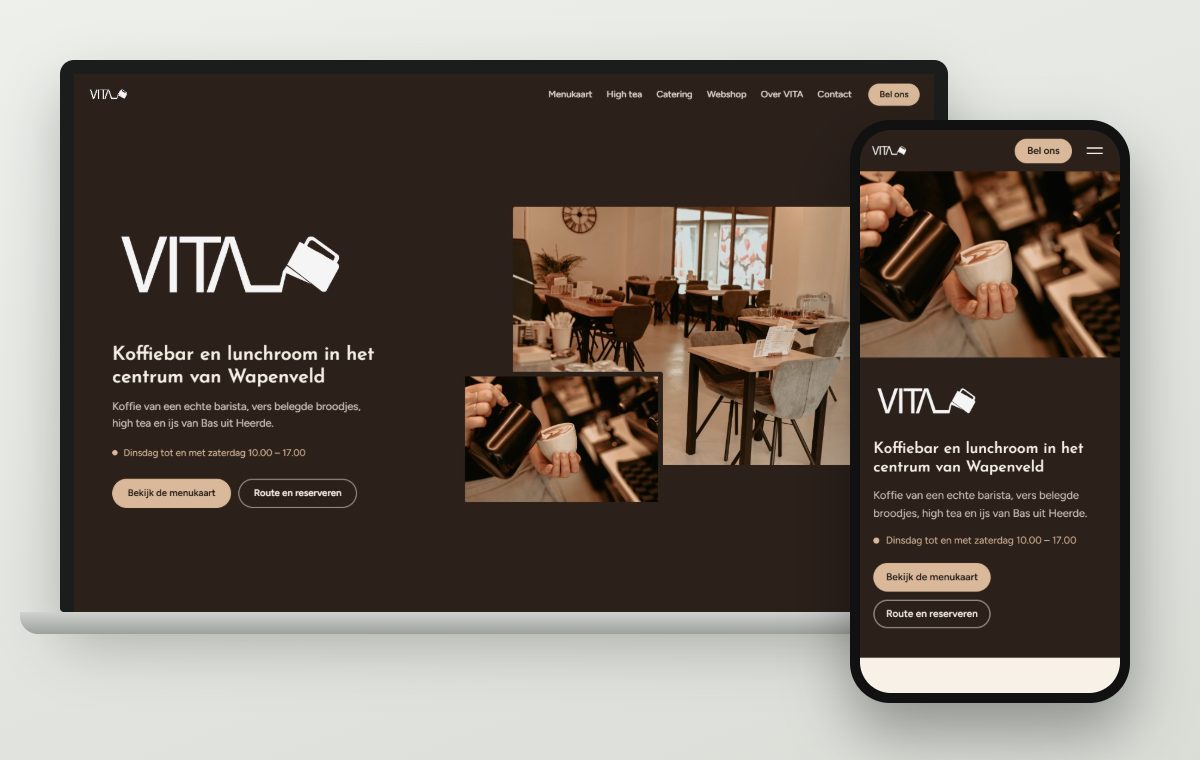 VITA
Menukaart High tea Catering Webshop Over VITA Contact Bel ons
VITA
Koffiebar en lunchroom in het
centrum van Wapenveld
Koffie van een echte barista, vers belegde broodjes,
high tea en ijs van Bas uit Heerde.
Dinsdag tot en met zaterdag 10.00 – 17.00
Bekijk de menukaart Route en reserveren
VITA Bel ons
VITA
Koffiebar en lunchroom in het
centrum van Wapenveld
Koffie van een echte barista, vers belegde
broodjes, high tea en ijs van Bas uit Heerde.
Dinsdag tot en met zaterdag 10.00 – 17.00
Bekijk de menukaart
Route en reserveren